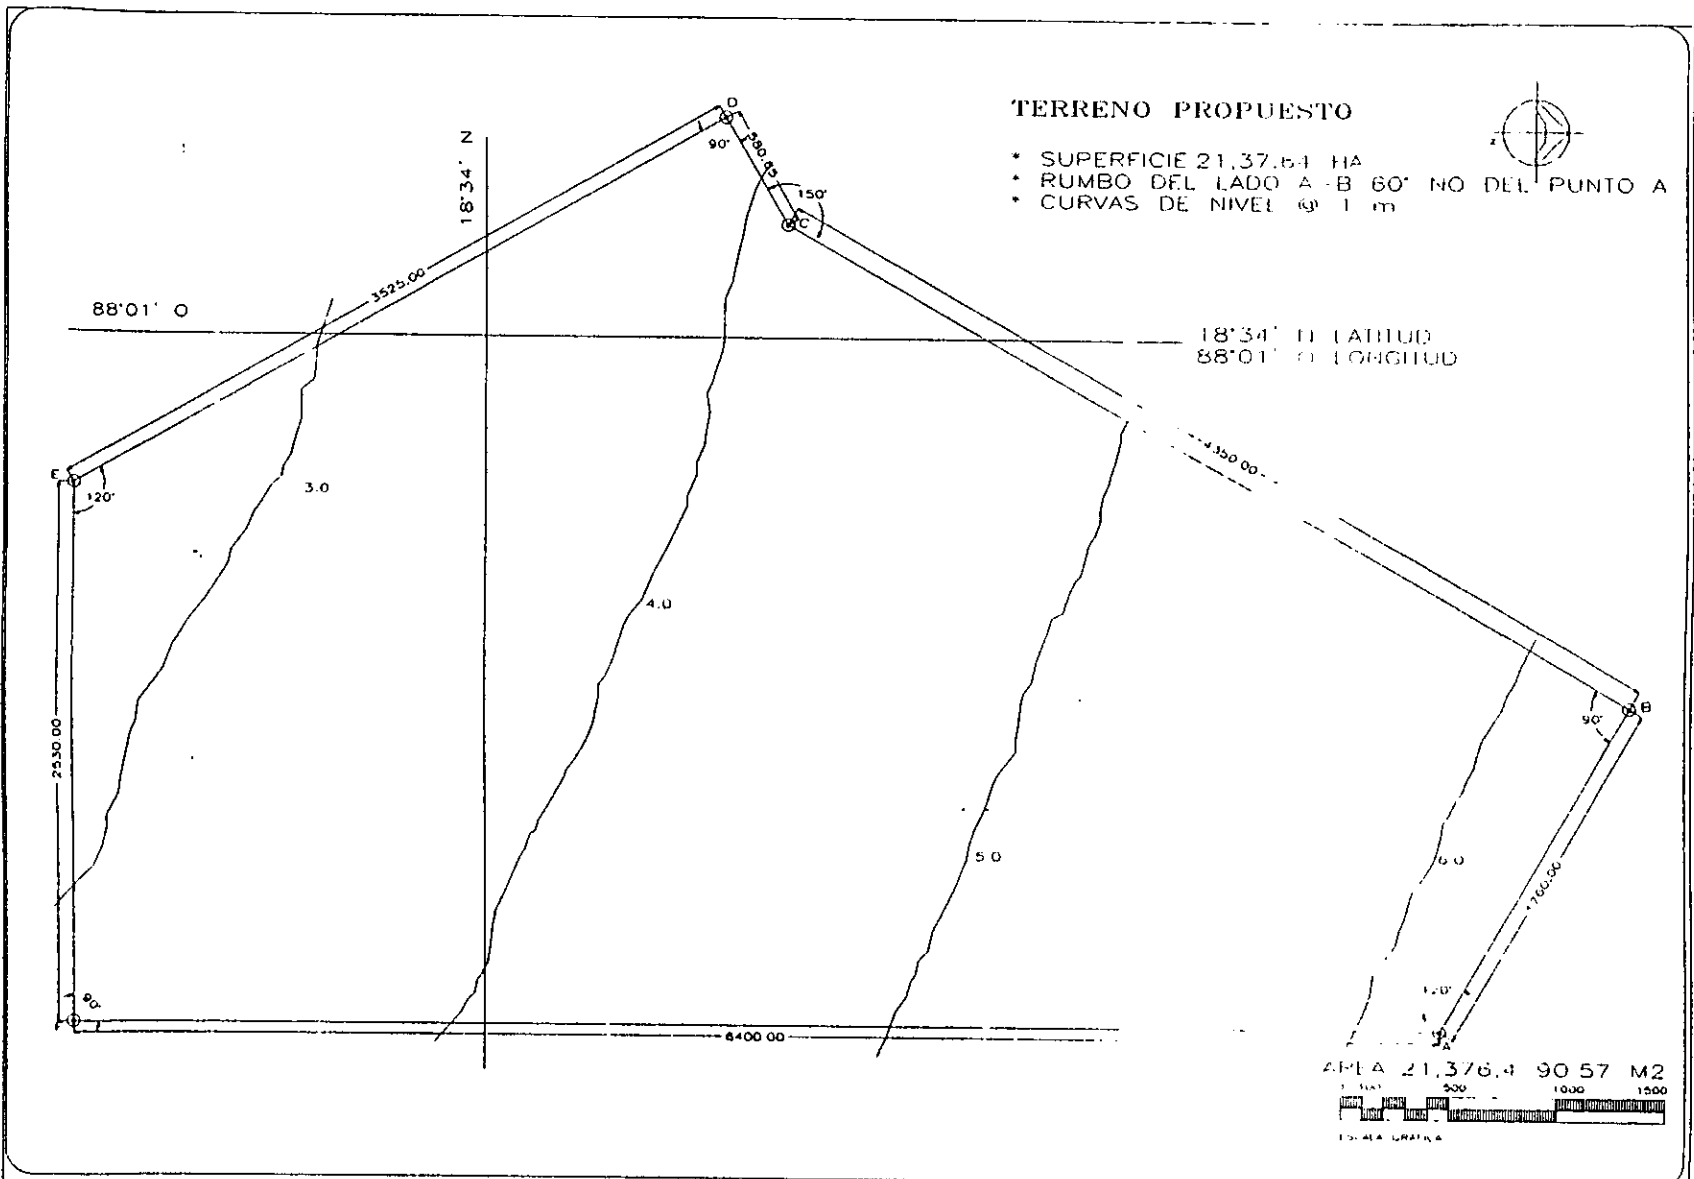 TERRENO PROPUESTO
* SUPERFICIE 21,37.64 HA
* RUMBO DEL LADO A-B 60° NO DEL PUNTO A
* CURVAS DE NIVEL @ 1 m
z
D
90°
580.65
150°
C
18°34' N
3525.00
88°01' O
18°34' N LATITUD
88°01' O LONGITUD
4350.00
E
120°
3.0
4.0
5.0
6.0
B
90°
2530.00
1760.00
120°
90°
6400.00
A
AREA 21,376,4 90 57 M2
500
1000
1500
ESCALA GRAFICA